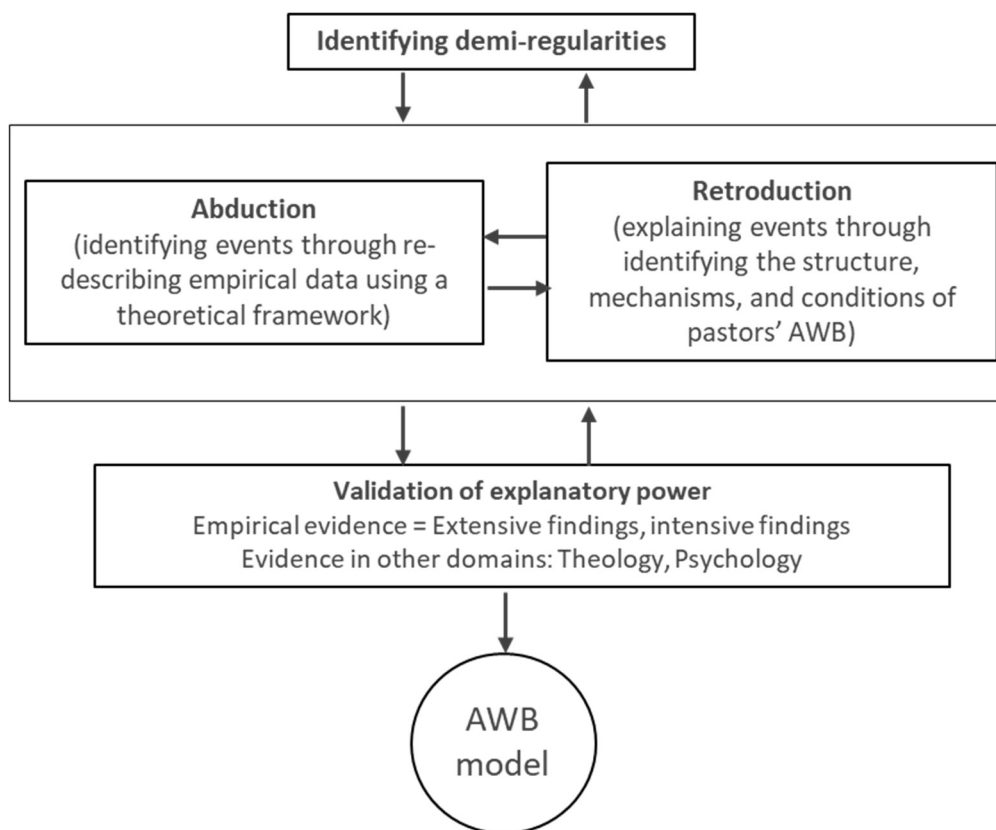 Identifying demi-regularities
Abduction
(identifying events through re-
describing empirical data using a
theoretical framework)
Retroduction
(explaining events through
identifying the structure,
mechanisms, and conditions of
pastors’ AWB)
Validation of explanatory power
Empirical evidence = Extensive findings, intensive findings
Evidence in other domains: Theology, Psychology
AWB
model